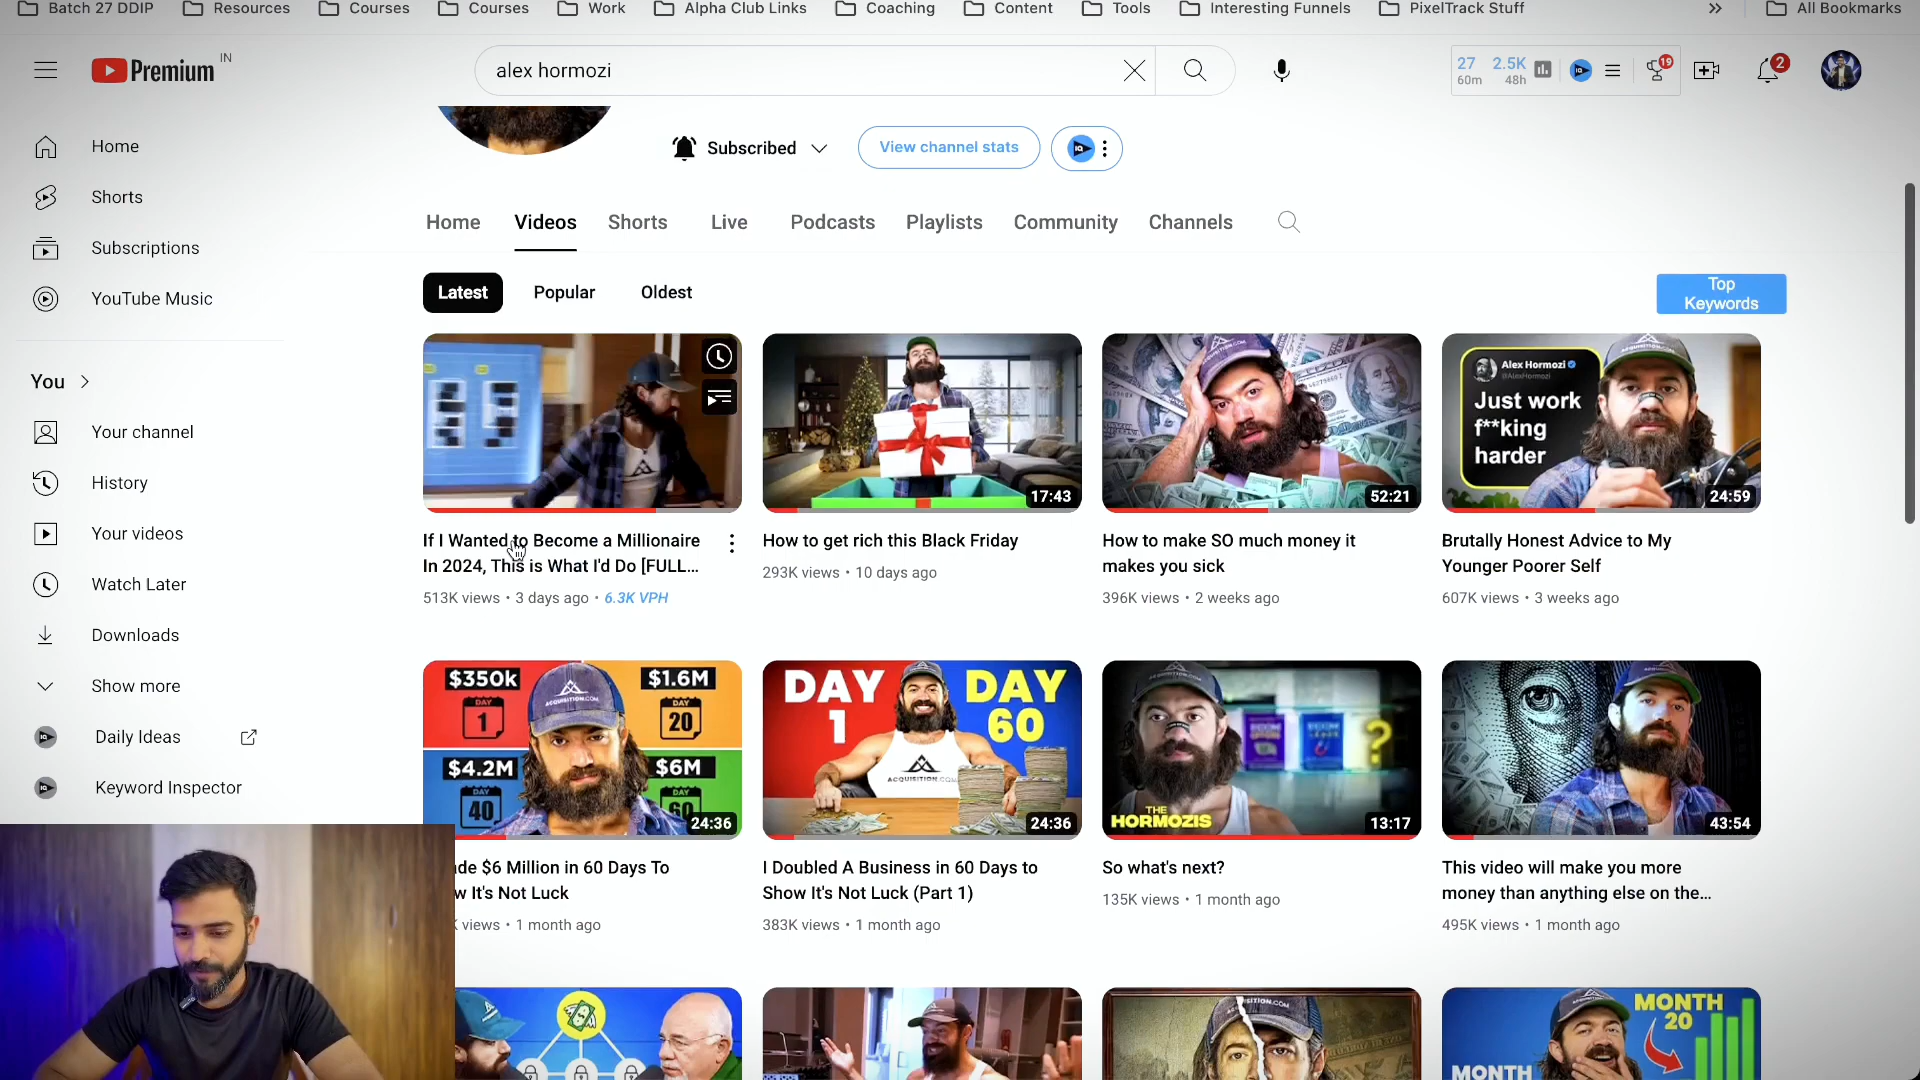 Batch 27 DDIP Resources Courses Courses Work Alpha Club Links Coaching Content Tools Interesting Funnels PixelTrack Stuff All Bookmarks
Premium IN
alex hormozi
27 2.5K
60m 48h
19
2
Home
Shorts
Subscriptions
YouTube Music
You
Your channel
History
Your videos
Watch Later
Downloads
Show more
Daily Ideas
Keyword Inspector
Subscribed View channel stats
Home Videos Shorts Live Podcasts Playlists Community Channels
Latest Popular Oldest
Top
Keywords
If I Wanted to Become a Millionaire
In 2024, This is What I'd Do [FULL...
513K views • 3 days ago • 6.3K VPH
17:43
How to get rich this Black Friday
293K views • 10 days ago
52:21
How to make SO much money it
makes you sick
396K views • 2 weeks ago
Alex Hormozi
@AlexHormozi
Just work
f**king
harder
24:59
Brutally Honest Advice to My
Younger Poorer Self
607K views • 3 weeks ago
$350k $1.6M
DAY DAY
1 20
ACQUISITION.COM
$4.2M $6M
DAY DAY
40 60
24:36
de $6 Million in 60 Days To
w It's Not Luck
views • 1 month ago
DAY DAY
1 60
ACQUISITION.COM
24:36
I Doubled A Business in 60 Days to
Show It's Not Luck (Part 1)
383K views • 1 month ago
?
THE
HORMOZIS
13:17
So what's next?
135K views • 1 month ago
43:54
This video will make you more
money than anything else on the...
495K views • 1 month ago
MONTH
20
MONTH